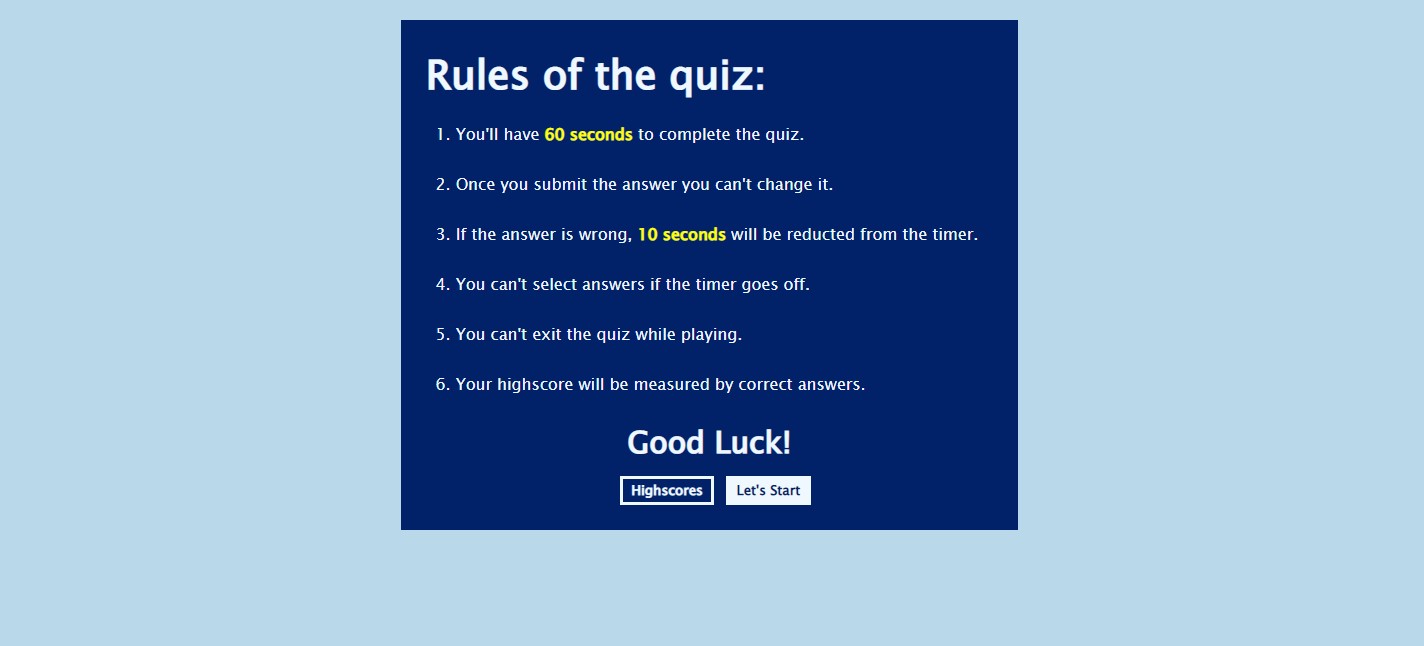 Rules of the quiz:
1. You'll have 60 seconds to complete the quiz.
2. Once you submit the answer you can't change it.
3. If the answer is wrong, 10 seconds will be reducted from the timer.
4. You can't select answers if the timer goes off.
5. You can't exit the quiz while playing.
6. Your highscore will be measured by correct answers.
Good Luck!
Highscores Let's Start